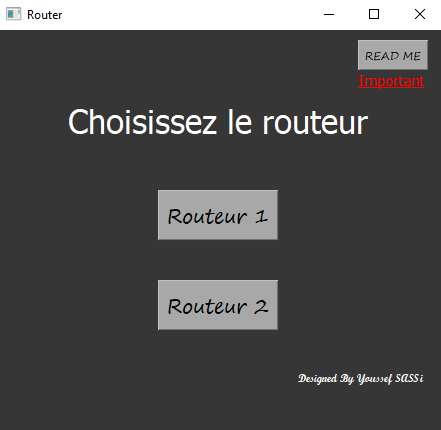 Router
READ ME
Important
Choisissez le routeur
Routeur 1
Routeur 2
Designed By Youssef SASSi